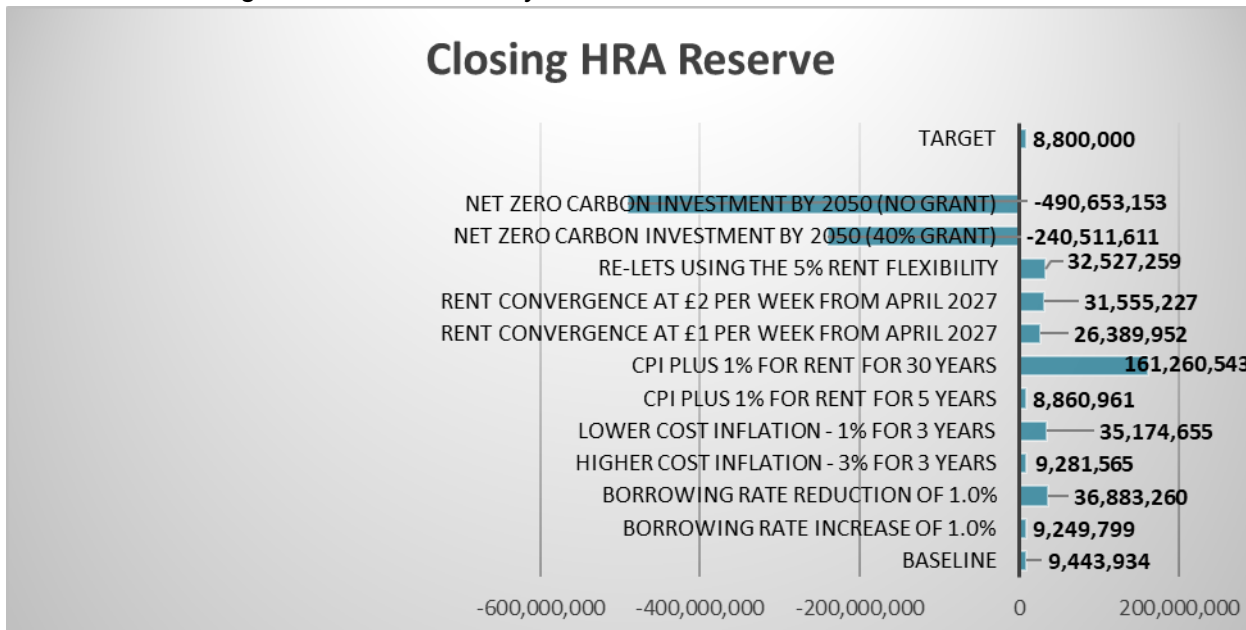 Closing HRA Reserve
TARGET 8,800,000
NET ZERO CARBON INVESTMENT BY 2050 (NO GRANT) -490,653,153
NET ZERO CARBON INVESTMENT BY 2050 (40% GRANT) -240,511,611
RE-LETS USING THE 5% RENT FLEXIBILITY 32,527,259
RENT CONVERGENCE AT £2 PER WEEK FROM APRIL 2027 31,555,227
RENT CONVERGENCE AT £1 PER WEEK FROM APRIL 2027 26,389,952
CPI PLUS 1% FOR RENT FOR 30 YEARS 161,260,543
CPI PLUS 1% FOR RENT FOR 5 YEARS 8,860,961
LOWER COST INFLATION - 1% FOR 3 YEARS 35,174,655
HIGHER COST INFLATION - 3% FOR 3 YEARS 9,281,565
BORROWING RATE REDUCTION OF 1.0% 36,883,260
BORROWING RATE INCREASE OF 1.0% 9,249,799
BASELINE 9,443,934
-600,000,000 -400,000,000 -200,000,000 0 200,000,000